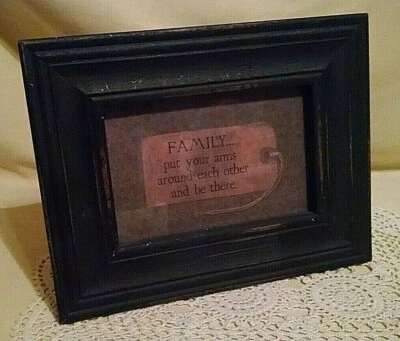 FAMILY...
put your arms
around each other
and be there.